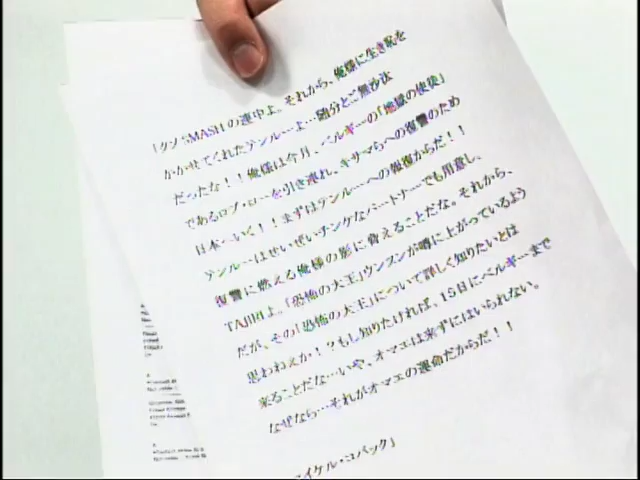 「クソSMASHの連中よ。それから、俺様に生き恥を
かかせてくれたケンルーよ…随分とご無沙汰
だったな！！俺様は今月、ベルギーの「地獄の使徒」
であるロブ・ローを引き連れ、キサマらへの復讐のため
日本へいく！！まずはケンルーへの報復からだ！！
ケンルーはせいぜいチンケなパートナーでも用意し、
復讐に燃える俺様の影に脅えることだな。それから、
TAJIRIよ。「恐怖の大王」ウンヌンが噂に上がっているよう
だが、その「恐怖の大王」について詳しく知りたいとは
思わねえか！？もし知りたければ、15日にベルギーまで
来ることだな…いや、オマエは来ずにはいられない。
なぜなら…それがオマエの運命だからだ！！
イケル・コバック」